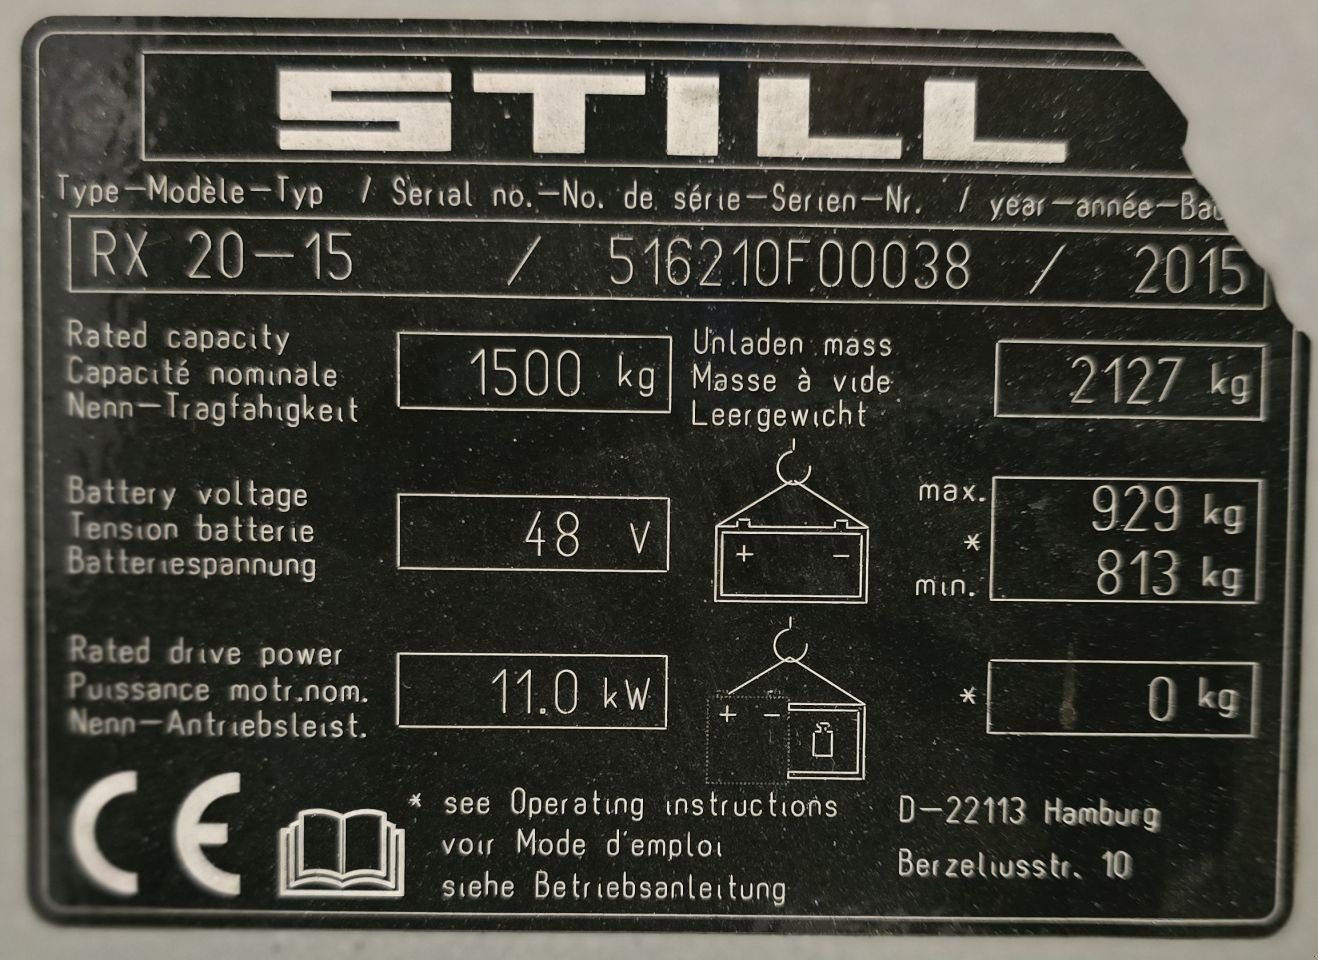 STILL
Type-Modèle-Typ / Serial no.-No. de série-Serien-Nr. / year-année-Bau
RX 20-15 / 516210F00038 / 2015
Rated capacity
Capacité nominale
Nenn-Tragfahigkeit
1500 kg
Unladen mass
Masse à vide
Leergewicht
2127 kg
Battery voltage
Tension batterie
Batteriespannung
48 V
+ -
max. 929 kg
*
min. 813 kg
Rated drive power
Puissance motr.nom.
Nenn-Antriebsleist.
11.0 kW
+ -
* 0 kg
CE
* see Operating instructions
voir Mode d'emploi
siehe Betriebsanleitung
D-22113 Hamburg
Berzeliusstr. 10